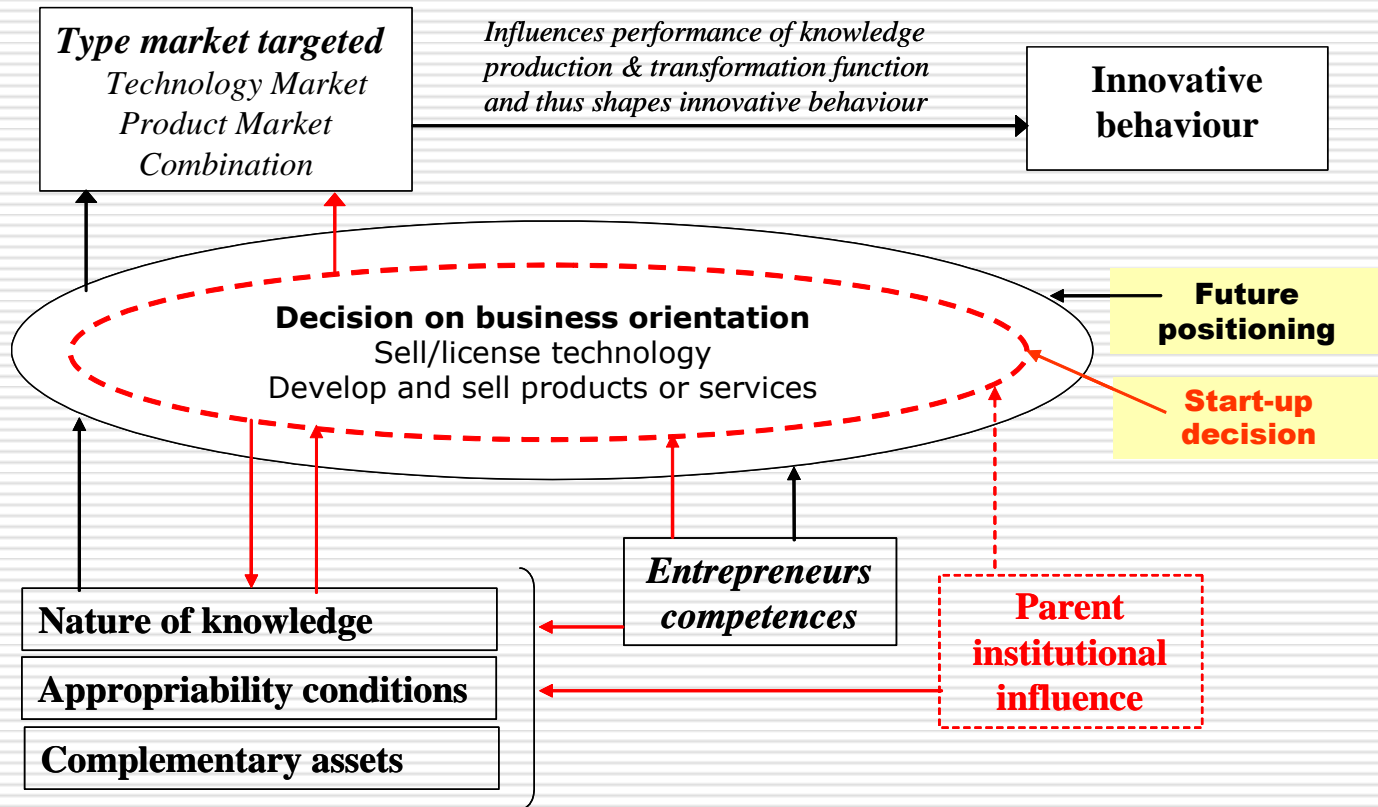 Type market targeted
Technology Market
Product Market
Combination
Influences performance of knowledge
production & transformation function
and thus shapes innovative behaviour
Innovative
behaviour
Decision on business orientation
Sell/license technology
Develop and sell products or services
Future
positioning
Start-up
decision
Entrepreneurs
competences
Parent
institutional
influence
Nature of knowledge
Appropriability conditions
Complementary assets